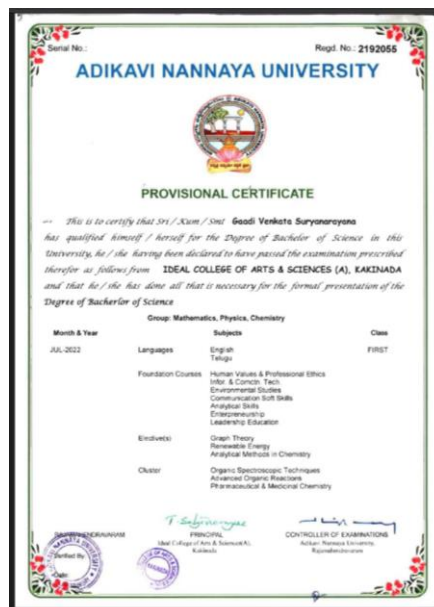 Serial No.:
Regd. No.: 2192055
ADIKAVI NANNAYA UNIVERSITY
PROVISIONAL CERTIFICATE
This is to certify that Sri / Kum / Smt Gaadi Venkata Suryanarayana
has qualified himself / herself for the Degree of Bachelor of Science in this
University, he / she having been declared to have passed the examination prescribed
therefor as follows from IDEAL COLLEGE OF ARTS & SCIENCES (A), KAKINADA
and that he / she has done all that is necessary for the formal presentation of the
Degree of Bacherlor of Science
Group: Mathematics, Physics, Chemistry
Month & Year Subjects Class
JUL-2022 Languages English FIRST
Telugu
Foundation Courses Human Values & Professional Ethics
Infor. & Comctn. Tech.
Environmental Studies
Communication Soft Skills
Analytical Skills
Enterpreneurship
Leadership Education
Elective(s) Graph Theory
Renewable Energy
Analytical Methods in Chemistry
Cluster Organic Spectroscopic Techniques
Advanced Organic Reactions
Pharmaceutical & Medicinal Chemistry
PRINCIPAL
Ideal College of Arts & Sciences(A),
Kakinada
CONTROLLER OF EXAMINATIONS
Adikavi Nannaya University
Rajamahendravaram
Verified By
Date: